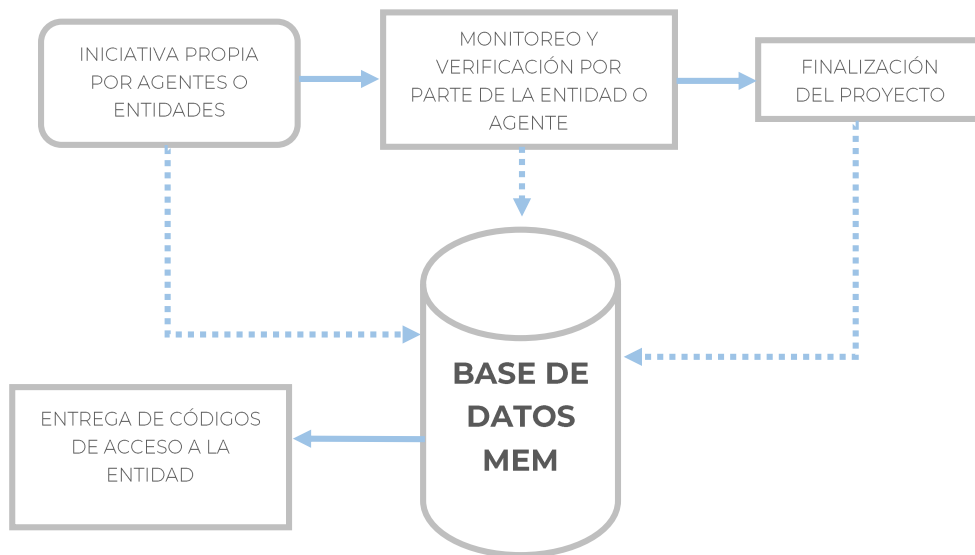 INICIATIVA PROPIA
POR AGENTES O
ENTIDADES
MONITOREO Y
VERIFICACIÓN POR
PARTE DE LA ENTIDAD O
AGENTE
FINALIZACIÓN
DEL PROYECTO
BASE DE
DATOS
MEM
ENTREGA DE CÓDIGOS
DE ACCESO A LA
ENTIDAD